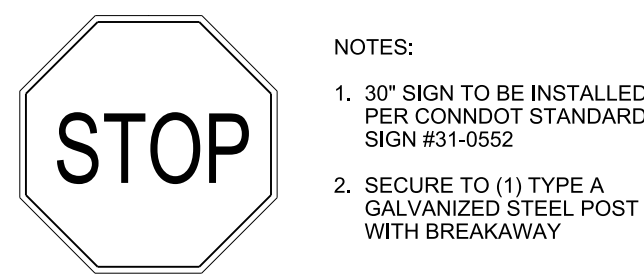 STOP
NOTES:
1. 30" SIGN TO BE INSTALLED
PER CONNDOT STANDARD
SIGN #31-0552
2. SECURE TO (1) TYPE A
GALVANIZED STEEL POST
WITH BREAKAWAY